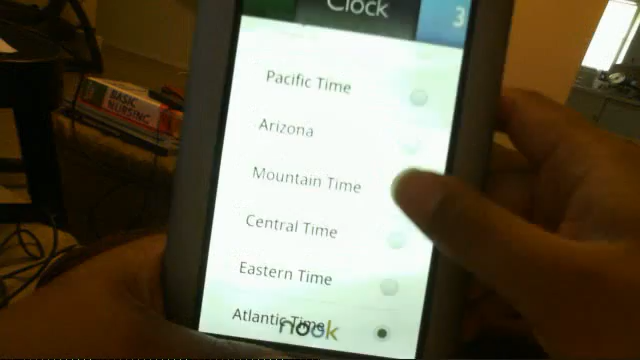 Clock
3
Pacific Time
Arizona
Mountain Time
Central Time
Eastern Time
Atlantic Time
nook
BASIC
NURSING